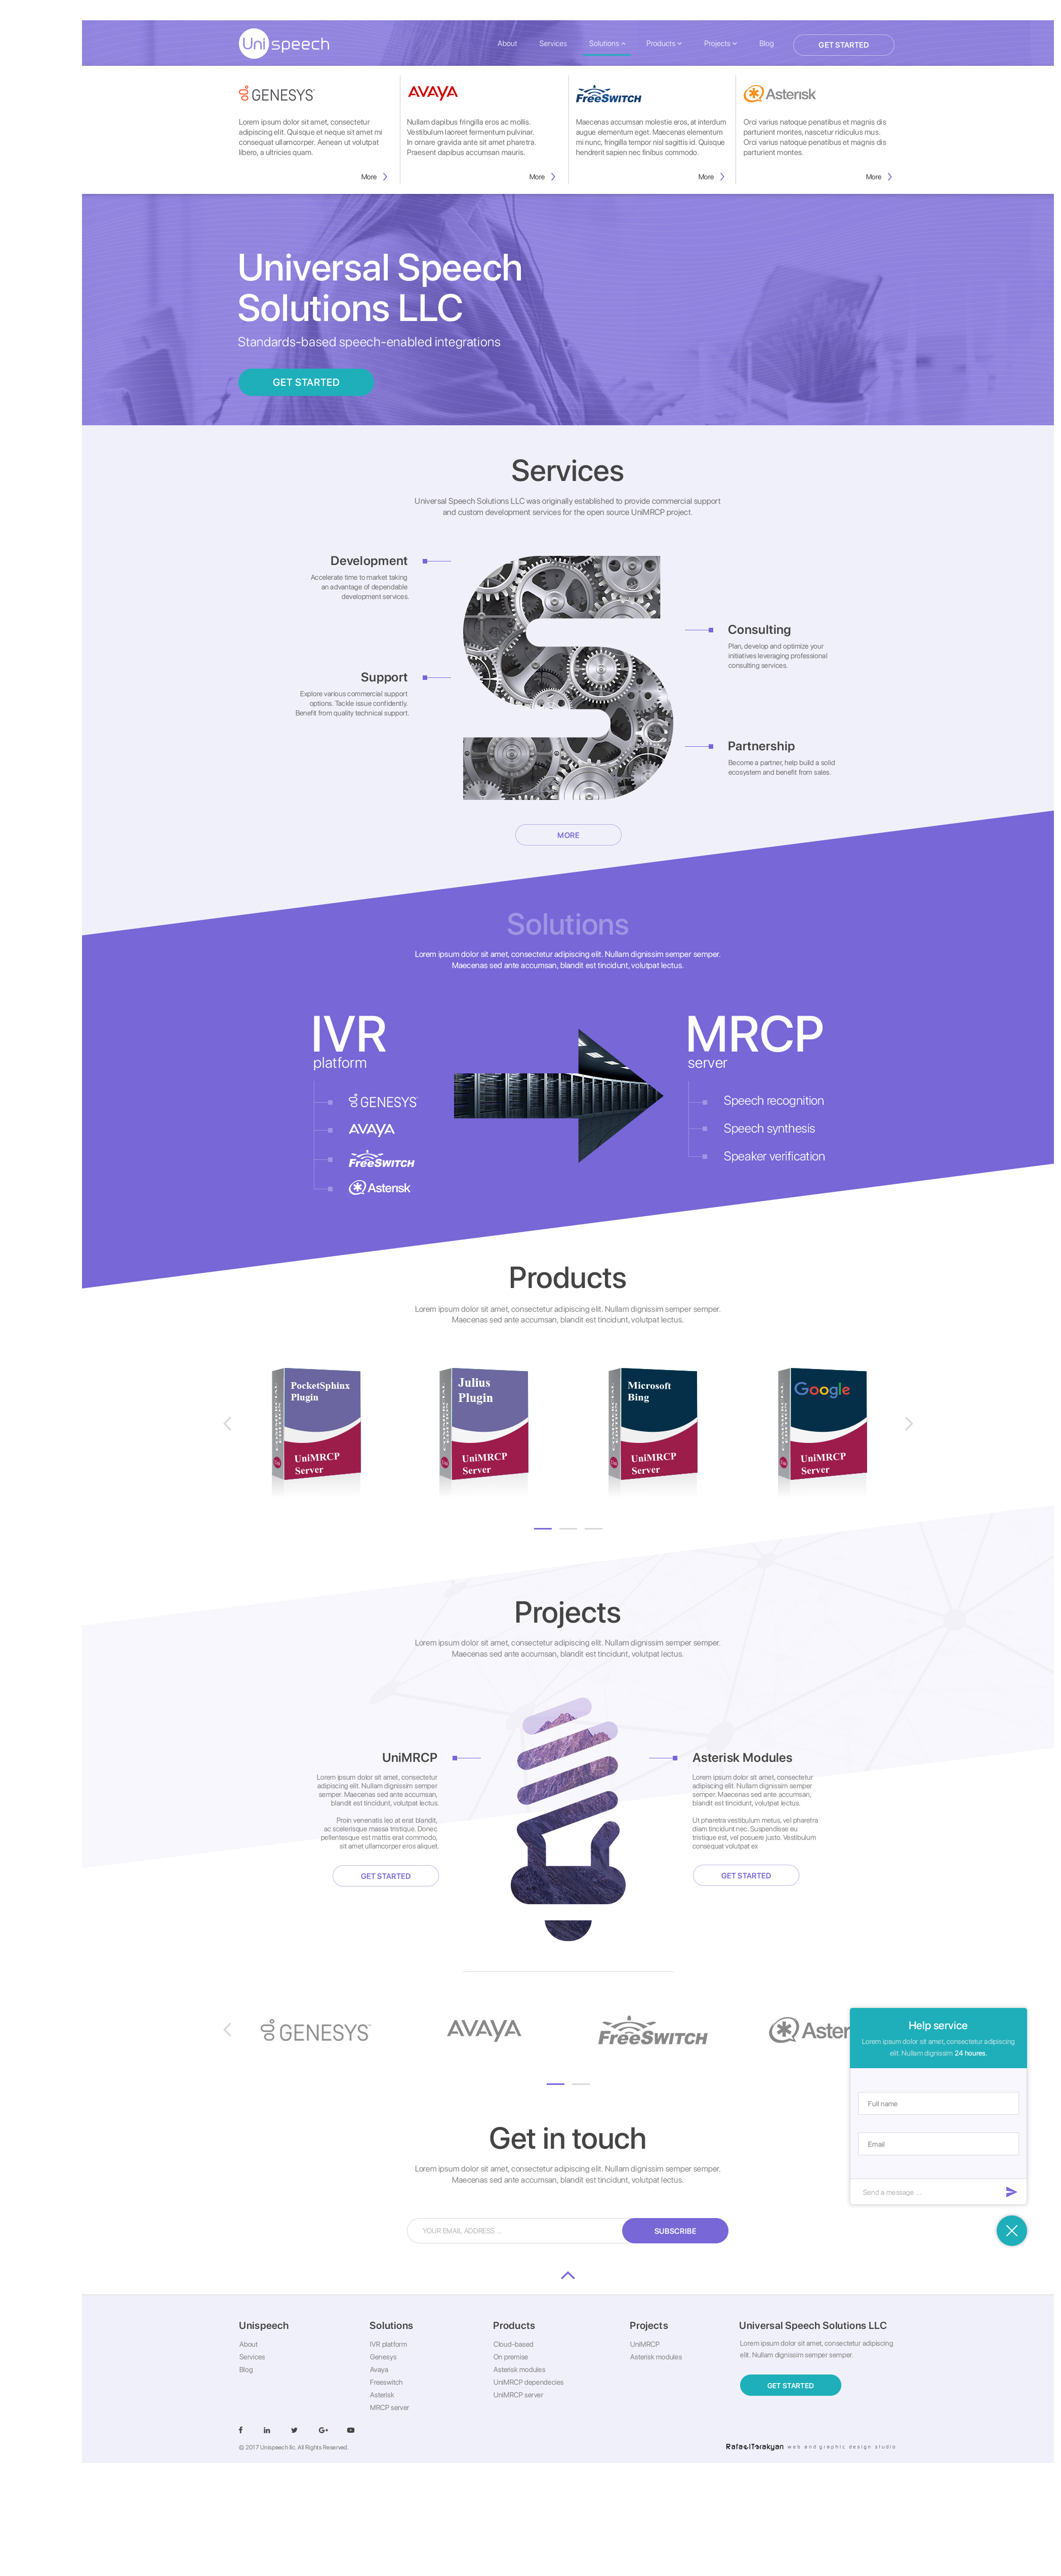 Unispeech
About Services Solutions Products Projects Blog GET STARTED
GENESYS
Lorem ipsum dolor sit amet, consectetur
adipiscing elit. Quisque et neque sit amet mi
consequat ullamcorper. Aenean ut volutpat
libero, a ultricies quam.
More
AVAYA
Nullam dapibus fringilla eros ac mollis.
Vestibulum laoreet fermentum pulvinar.
In ornare gravida ante sit amet pharetra.
Praesent dapibus accumsan mauris.
More
FreeSWITCH
Maecenas accumsan molestie eros, at interdum
augue elementum eget. Maecenas elementum
mi nunc, fringilla tempor nisl sagittis id. Quisque
hendrerit sapien nec finibus commodo.
More
Asterisk
Orci varius natoque penatibus et magnis dis
parturient montes, nascetur ridiculus mus.
Orci varius natoque penatibus et magnis dis
parturient montes.
More
Universal Speech
Solutions LLC
Standards-based speech-enabled integrations
GET STARTED
Services
Universal Speech Solutions LLC was originally established to provide commercial support
and custom development services for the open source UniMRCP project.
Development
Accelerate time to market taking
an advantage of dependable
development services.
Consulting
Plan, develop and optimize your
initiatives leveraging professional
consulting services.
Support
Explore various commercial support
options. Tackle issue confidently.
Benefit from quality technical support.
Partnership
Become a partner, help build a solid
ecosystem and benefit from sales.
MORE
Solutions
Lorem ipsum dolor sit amet, consectetur adipiscing elit. Nullam dignissim semper semper.
Maecenas sed ante accumsan, blandit est tincidunt, volutpat lectus.
IVR
platform
GENESYS
AVAYA
FreeSWITCH
Asterisk
MRCP
server
Speech recognition
Speech synthesis
Speaker verification
Products
Lorem ipsum dolor sit amet, consectetur adipiscing elit. Nullam dignissim semper semper.
Maecenas sed ante accumsan, blandit est tincidunt, volutpat lectus.
PocketSphinx
Plugin
UniMRCP
Server
Julius
Plugin
UniMRCP
Server
Microsoft
Bing
UniMRCP
Server
Google
UniMRCP
Server
Projects
Lorem ipsum dolor sit amet, consectetur adipiscing elit. Nullam dignissim semper semper.
Maecenas sed ante accumsan, blandit est tincidunt, volutpat lectus.
UniMRCP
Lorem ipsum dolor sit amet, consectetur
adipiscing elit. Nullam dignissim semper
semper. Maecenas sed ante accumsan,
blandit est tincidunt, volutpat lectus.
Proin venenatis leo at erat blandit,
ac scelerisque massa tristique. Donec
pellentesque est mattis erat commodo,
sit amet ullamcorper eros aliquet.
GET STARTED
Asterisk Modules
Lorem ipsum dolor sit amet, consectetur
adipiscing elit. Nullam dignissim semper
semper. Maecenas sed ante accumsan,
blandit est tincidunt, volutpat lectus.
Ut pharetra vestibulum metus, vel pharetra
diam tincidunt nec. Suspendisse eu
tristique est, vel posuere justo. Vestibulum
consequat volutpat ex
GET STARTED
GENESYS AVAYA FreeSWITCH Aster
Help service
Lorem ipsum dolor sit amet, consectetur adipiscing
elit. Nullam dignissim 24 houres.
Full name
Email
Send a message ...
Get in touch
Lorem ipsum dolor sit amet, consectetur adipiscing elit. Nullam dignissim semper semper.
Maecenas sed ante accumsan, blandit est tincidunt, volutpat lectus.
YOUR EMAIL ADDRESS ... SUBSCRIBE
Unispeech
About
Services
Blog
Solutions
IVR platform
Genesys
Avaya
Freeswitch
Asterisk
MRCP server
Products
Cloud-based
On premise
Asterisk modules
UniMRCP dependecies
UniMRCP server
Projects
UniMRCP
Asterisk modules
Universal Speech Solutions LLC
Lorem ipsum dolor sit amet, consectetur adipiscing
elit. Nullam dignissim semper semper.
GET STARTED
© 2017 Unispeech llc. All Rights Reserved.
web and graphic design studio